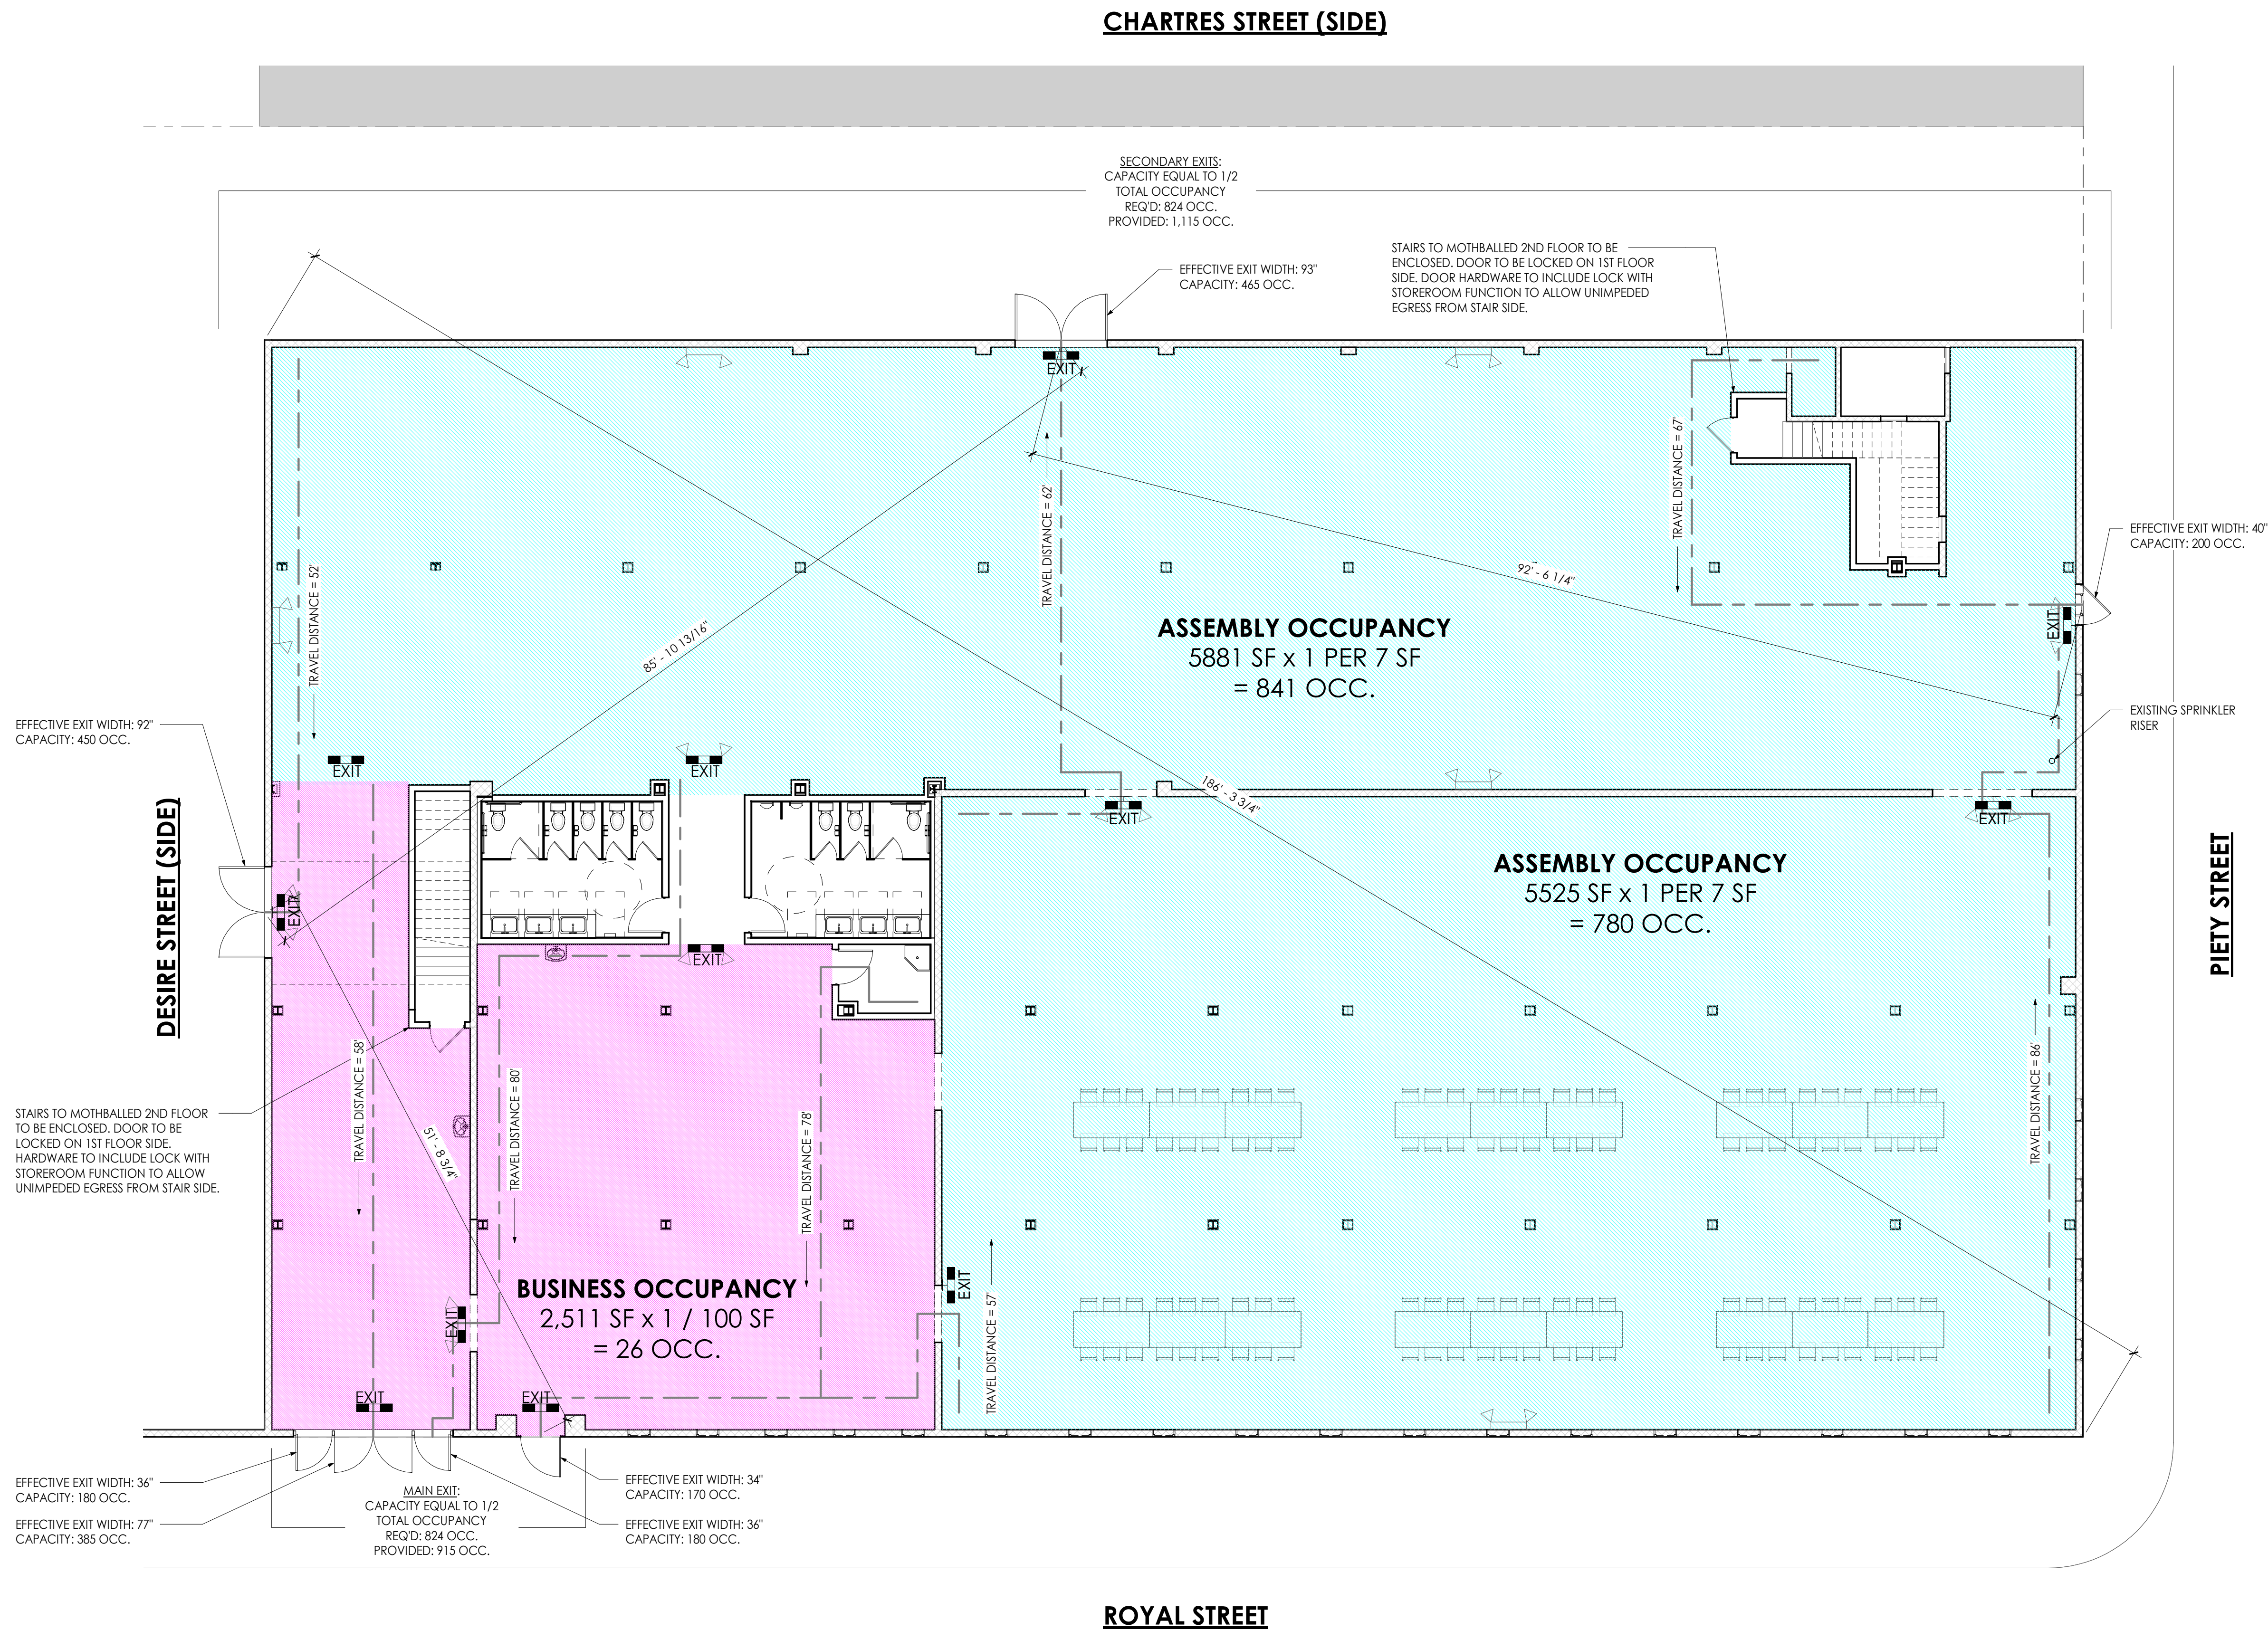 CHARTRES STREET (SIDE)
SECONDARY EXITS:
CAPACITY EQUAL TO 1/2
TOTAL OCCUPANCY
REQ'D: 824 OCC.
PROVIDED: 1,115 OCC.
EFFECTIVE EXIT WIDTH: 93"
CAPACITY: 465 OCC.
STAIRS TO MOTHBALLED 2ND FLOOR TO BE
ENCLOSED. DOOR TO BE LOCKED ON 1ST FLOOR
SIDE. DOOR HARDWARE TO INCLUDE LOCK WITH
STOREROOM FUNCTION TO ALLOW UNIMPEDED
EGRESS FROM STAIR SIDE.
EXIT
TRAVEL DISTANCE = 52'
TRAVEL DISTANCE = 62'
TRAVEL DISTANCE = 67'
EFFECTIVE EXIT WIDTH: 40"
CAPACITY: 200 OCC.
92' - 6 1/4"
85' - 10 13/16"
ASSEMBLY OCCUPANCY
5881 SF x 1 PER 7 SF
= 841 OCC.
EXIT
EXISTING SPRINKLER
RISER
EFFECTIVE EXIT WIDTH: 92"
CAPACITY: 450 OCC.
EXIT
EXIT
186' - 3 3/4"
EXIT
EXIT
DESIRE STREET (SIDE)
PIETY STREET
ASSEMBLY OCCUPANCY
5525 SF x 1 PER 7 SF
= 780 OCC.
EXIT
EXIT
STAIRS TO MOTHBALLED 2ND FLOOR
TO BE ENCLOSED. DOOR TO BE
LOCKED ON 1ST FLOOR SIDE.
HARDWARE TO INCLUDE LOCK WITH
STOREROOM FUNCTION TO ALLOW
UNIMPEDED EGRESS FROM STAIR SIDE.
TRAVEL DISTANCE = 58'
51' - 8 3/4"
TRAVEL DISTANCE = 80'
TRAVEL DISTANCE = 78'
TRAVEL DISTANCE = 86'
TRAVEL DISTANCE = 57'
EXIT
EXIT
BUSINESS OCCUPANCY
2,511 SF x 1 / 100 SF
= 26 OCC.
EXIT
EXIT
EFFECTIVE EXIT WIDTH: 36"
CAPACITY: 180 OCC.
EFFECTIVE EXIT WIDTH: 77"
CAPACITY: 385 OCC.
MAIN EXIT:
CAPACITY EQUAL TO 1/2
TOTAL OCCUPANCY
REQ'D: 824 OCC.
PROVIDED: 915 OCC.
EFFECTIVE EXIT WIDTH: 34"
CAPACITY: 170 OCC.
EFFECTIVE EXIT WIDTH: 36"
CAPACITY: 180 OCC.
ROYAL STREET